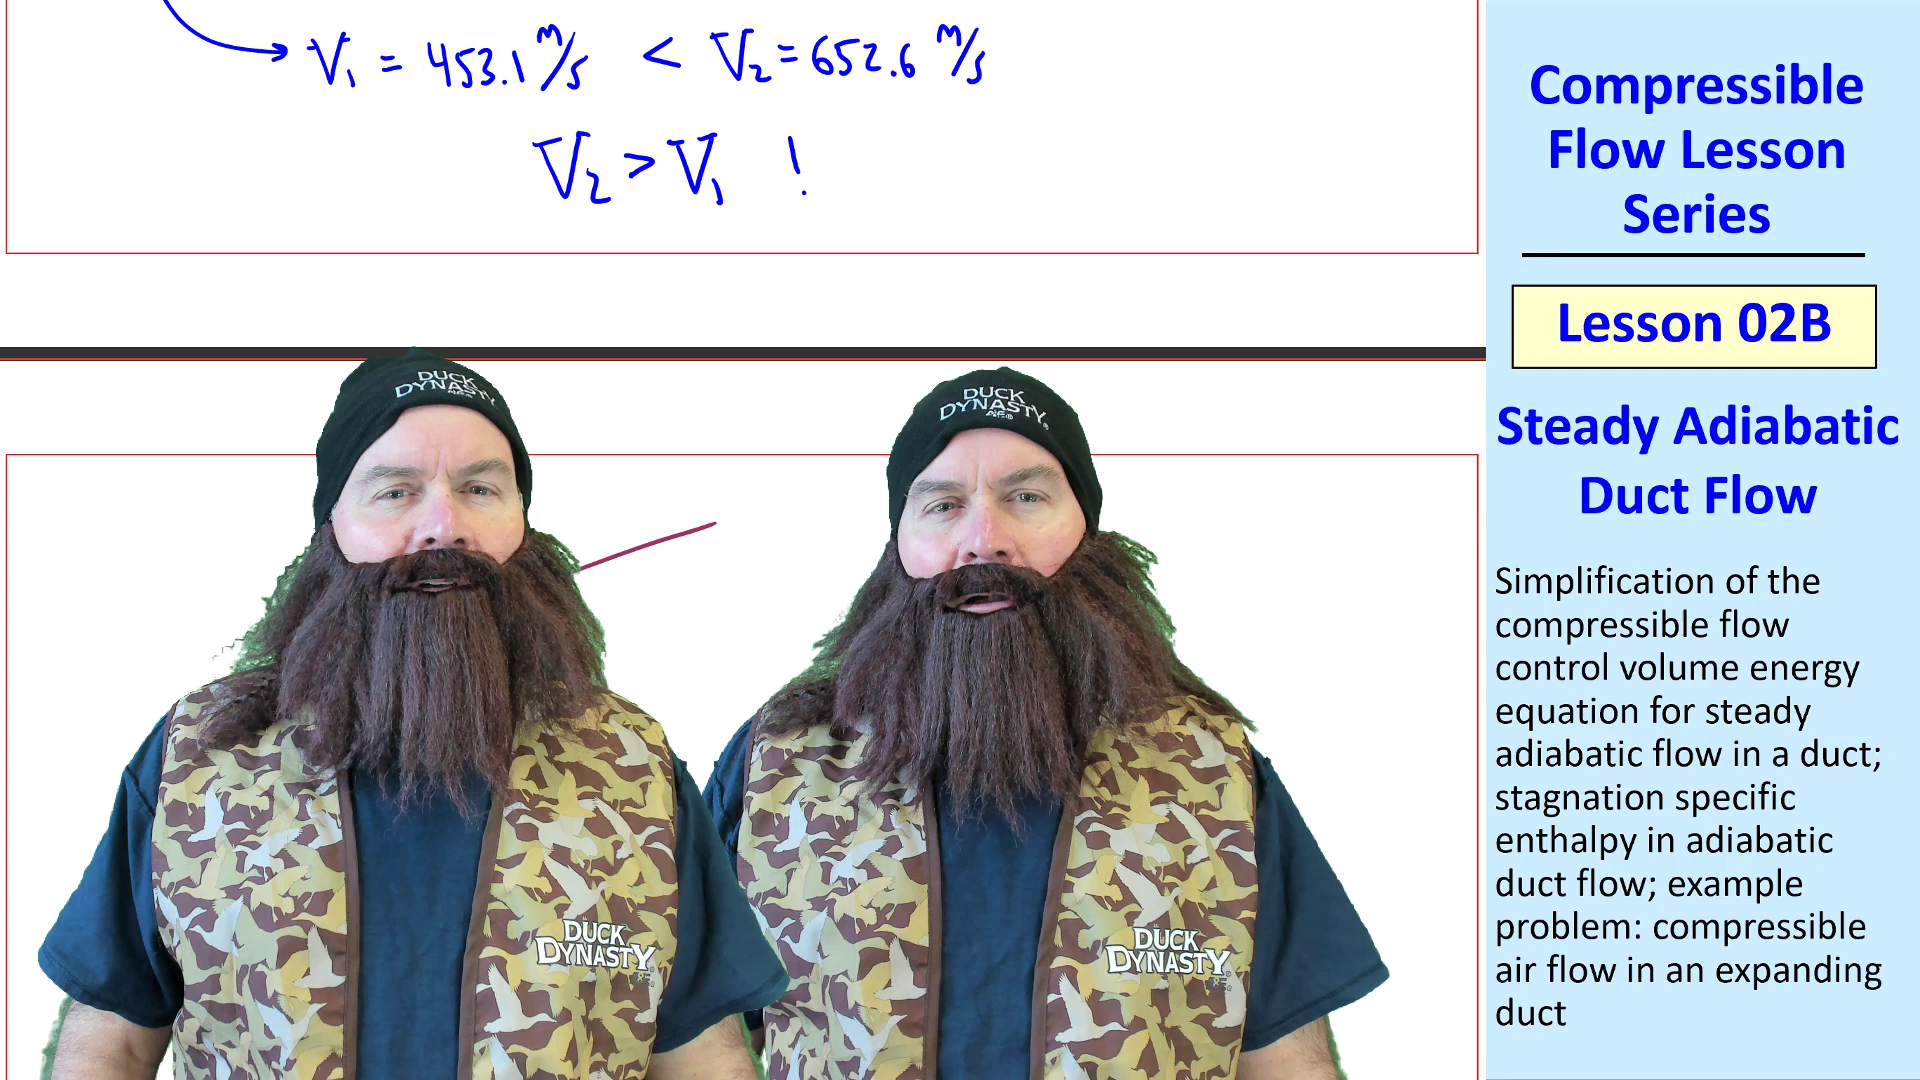 V₁ = 453.1 m/s < V₂ = 652.6 m/s
V₂ > V₁ !
Compressible
Flow Lesson
Series
Lesson 02B
Steady Adiabatic
Duct Flow
Simplification of the
compressible flow
control volume energy
equation for steady
adiabatic flow in a duct;
stagnation specific
enthalpy in adiabatic
duct flow; example
problem: compressible
air flow in an expanding
duct
DUCK
DYNASTY
DUCK
DYNASTY
DUCK
DYNASTY
DUCK
DYNASTY